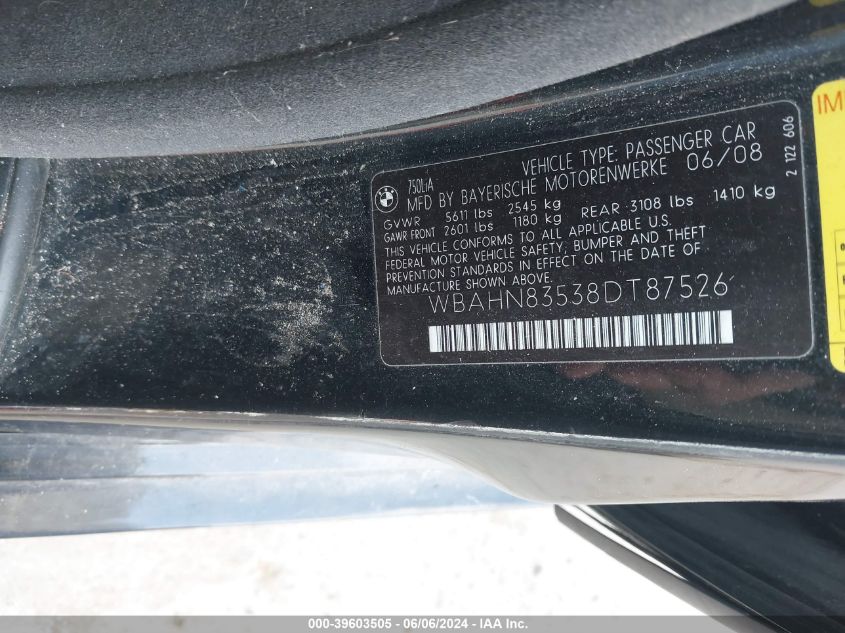 750LiA VEHICLE TYPE: PASSENGER CAR
MFD BY BAYERISCHE MOTORENWERKE 06/08
GVWR 5611 lbs 2545 kg
GAWR FRONT 2601 lbs 1180 kg REAR 3108 lbs 1410 kg
THIS VEHICLE CONFORMS TO ALL APPLICABLE U.S.
FEDERAL MOTOR VEHICLE SAFETY, BUMPER AND THEFT
PREVENTION STANDARDS IN EFFECT ON THE DATE OF
MANUFACTURE SHOWN ABOVE.
WBAHN83538DT87526
2 122 606
IM
000-39603505 - 06/06/2024 - IAA Inc.